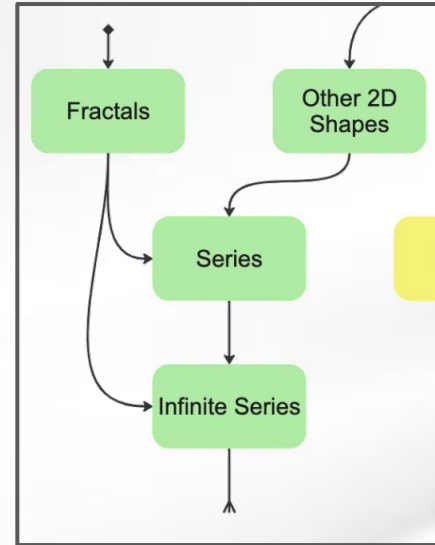 Fractals
Other 2D
Shapes
Series
Infinite Series